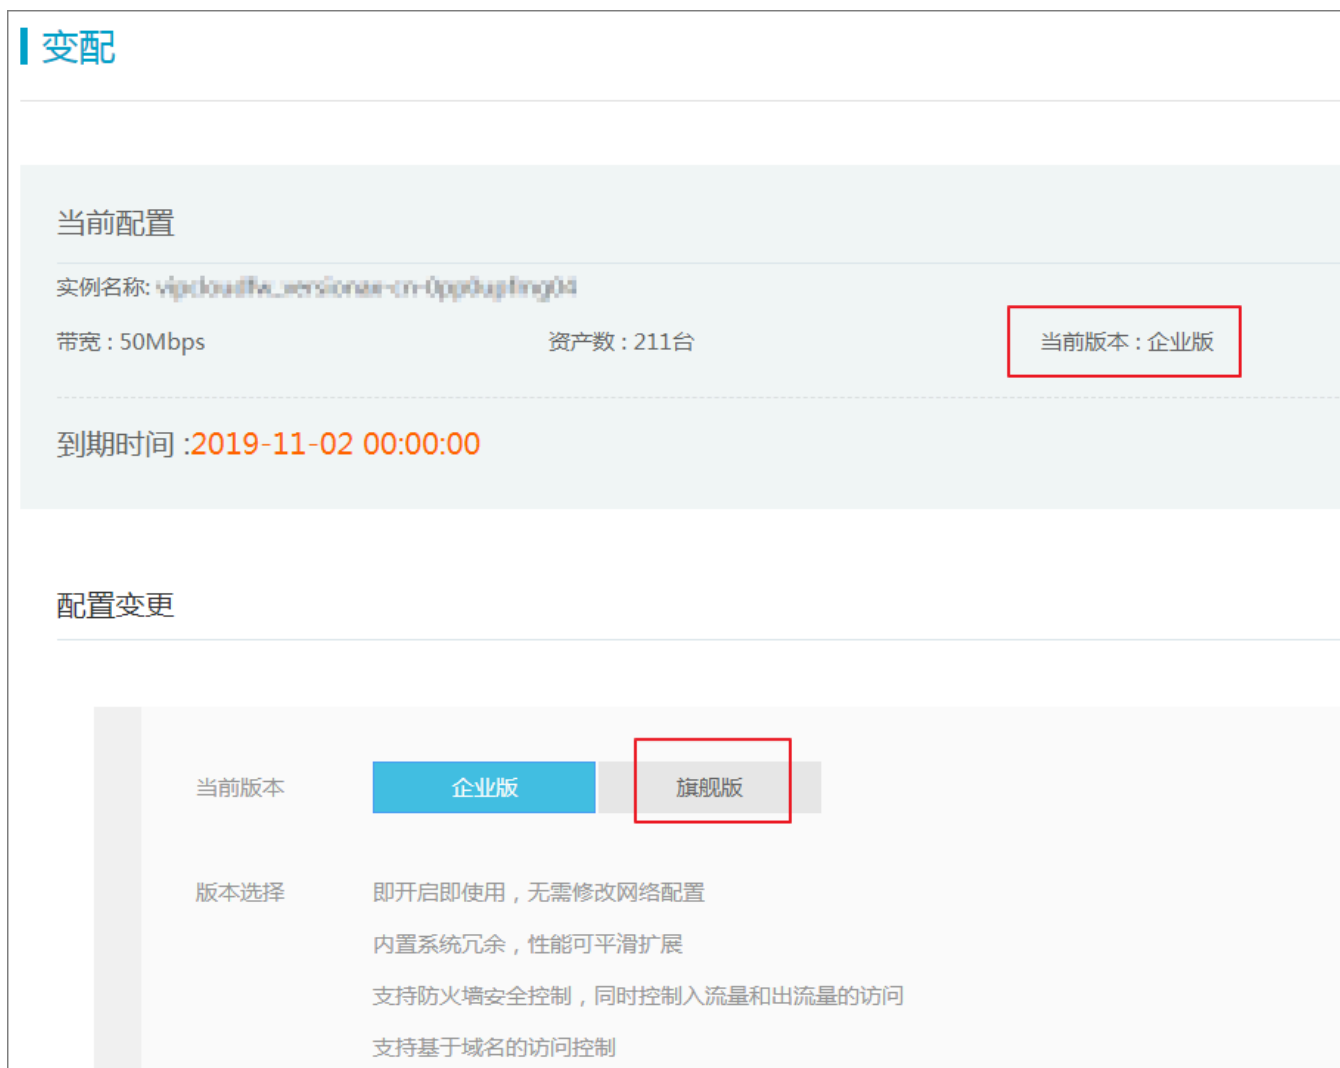 变配
当前配置
实例名称:
带宽 : 50Mbps 资产数 : 211台 当前版本 : 企业版
到期时间 :2019-11-02 00:00:00
配置变更
当前版本 企业版 旗舰版
版本选择 即开启即使用，无需修改网络配置
内置系统冗余，性能可平滑扩展
支持防火墙安全控制，同时控制入流量和出流量的访问
支持基于域名的访问控制